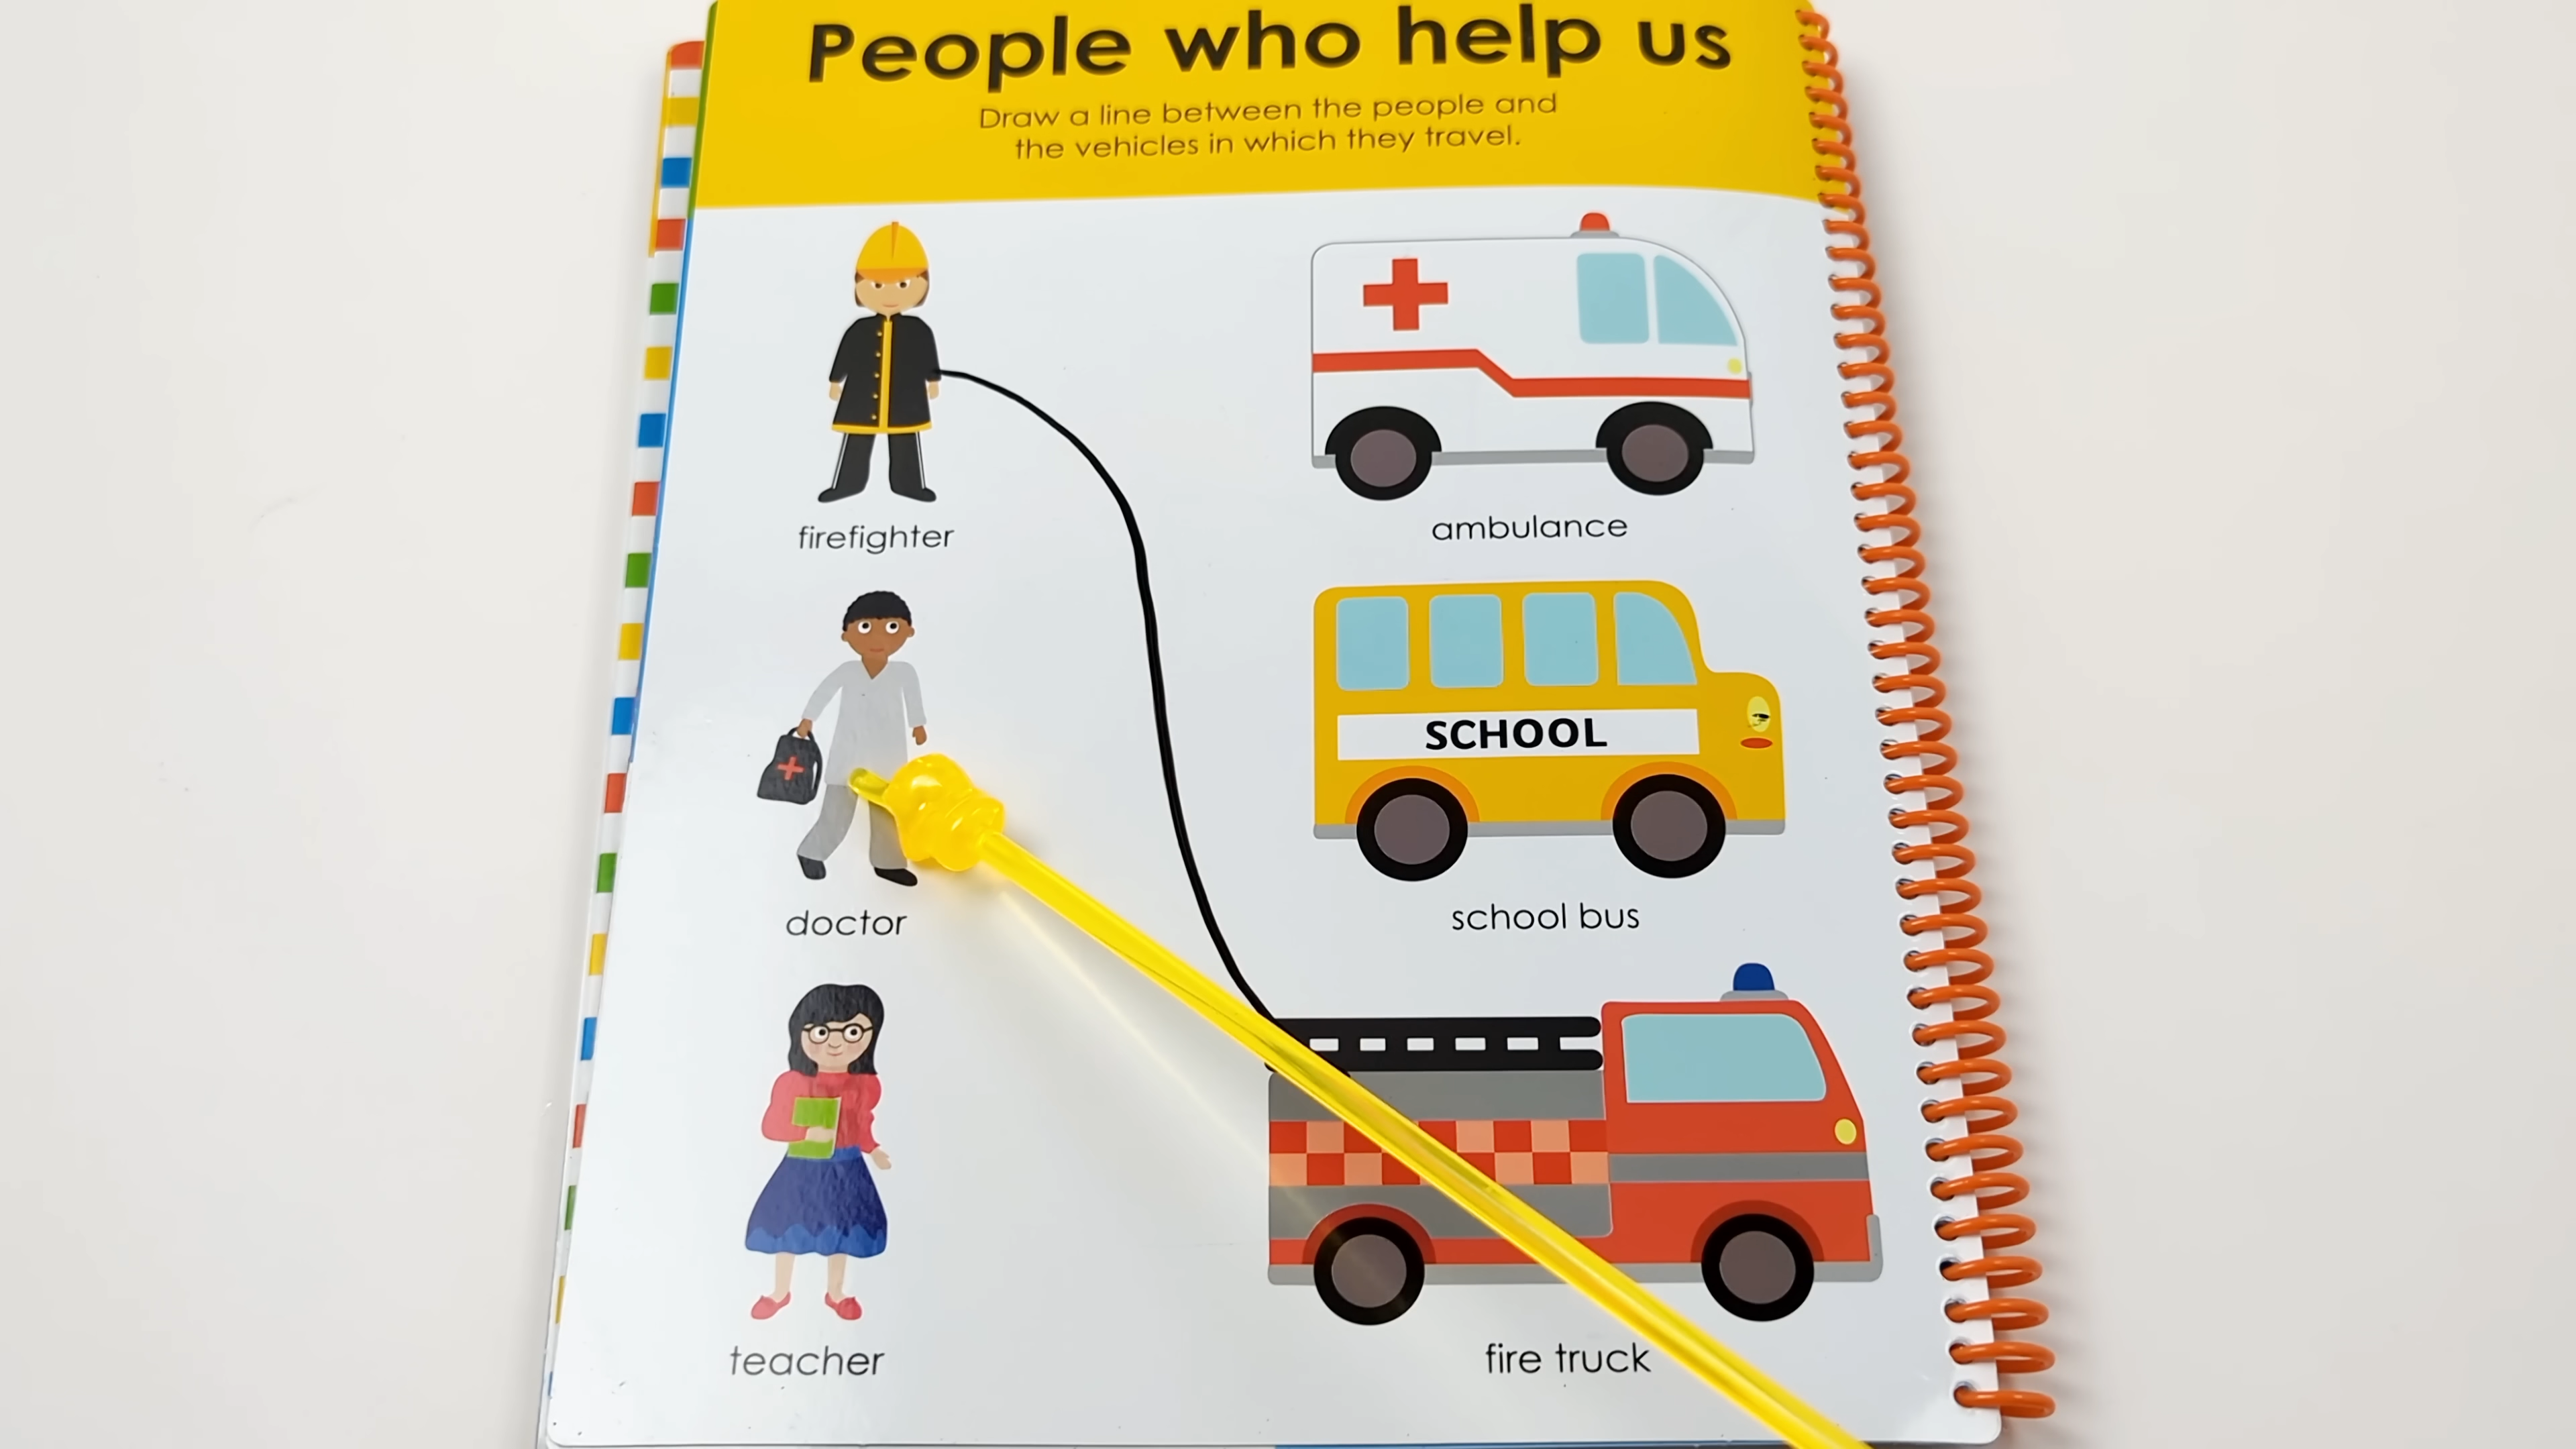 People who help us
Draw a line between the people and
the vehicles in which they travel.
firefighter
ambulance
SCHOOL
doctor
school bus
teacher
fire truck